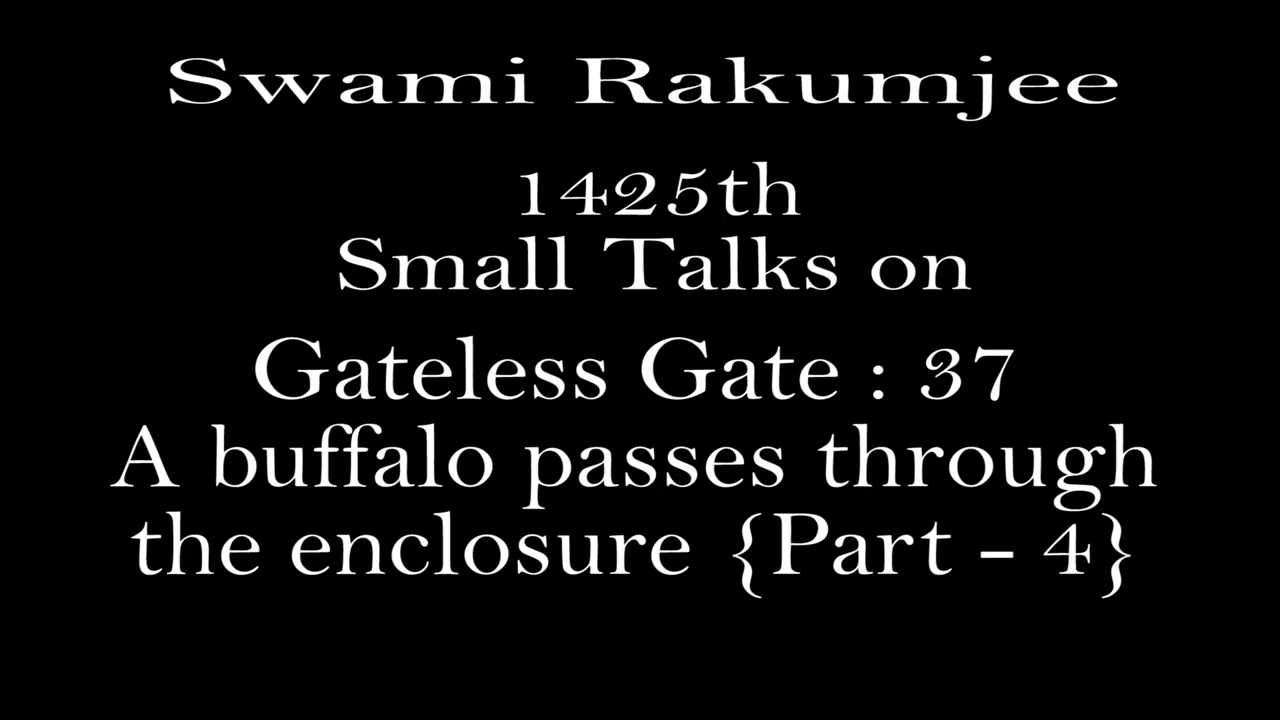 Swami Rakumjee
1425th
Small Talks on
Gateless Gate : 37
A buffalo passes through
the enclosure {Part - 4}